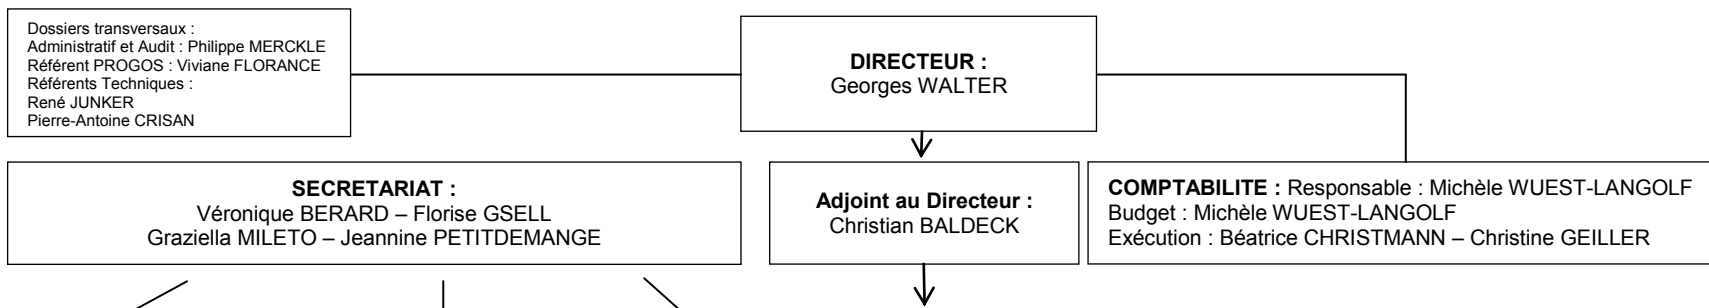 Dossiers transversaux :
Administratif et Audit : Philippe MERCKLE
Référent PROGOS : Viviane FLORANCE
Référents Techniques :
René JUNKER
Pierre-Antoine CRISAN
DIRECTEUR :
Georges WALTER
SECRETARIAT :
Véronique BERARD – Florise GSELL
Graziella MILETO – Jeannine PETITDEMANGE
Adjoint au Directeur :
Christian BALDECK
COMPTABILITE : Responsable : Michèle WUEST-LANGOLF
Budget : Michèle WUEST-LANGOLF
Exécution : Béatrice CHRISTMANN – Christine GEILLER